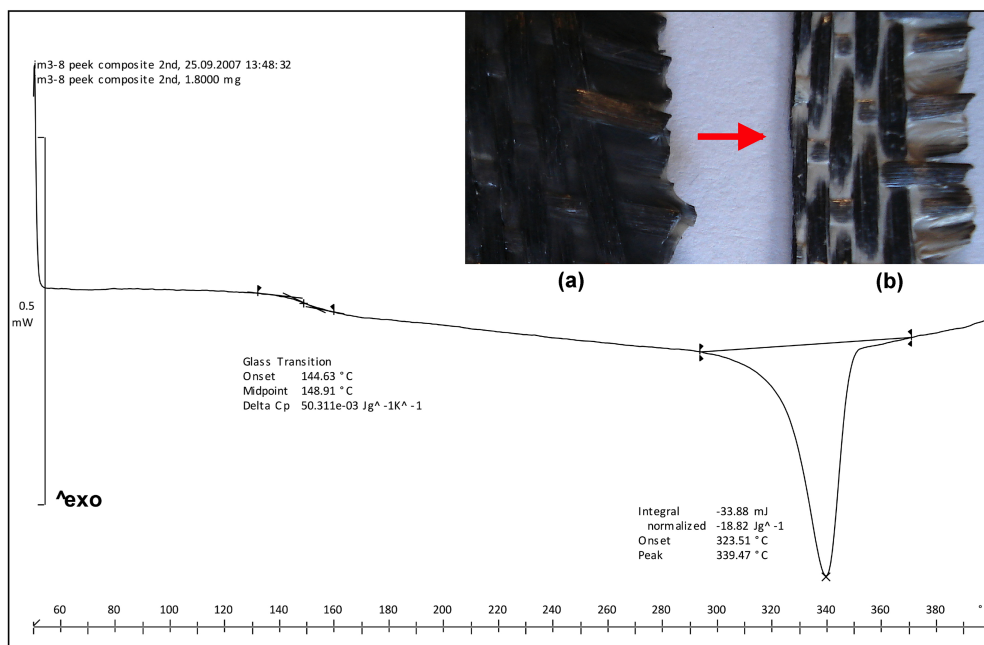 im3-8 peek composite 2nd, 25.09.2007 13:48:32
im3-8 peek composite 2nd, 1.8000 mg
(a)
(b)
0.5
mW
Glass Transition
Onset 144.63 °C
Midpoint 148.91 °C
Delta Cp 50.311e-03 Jg^-1K^-1
^exo
Integral -33.88 mJ
normalized -18.82 Jg^-1
Onset 323.51 °C
Peak 339.47 °C
60 80 100 120 140 160 180 200 220 240 260 280 300 320 340 360 380 °